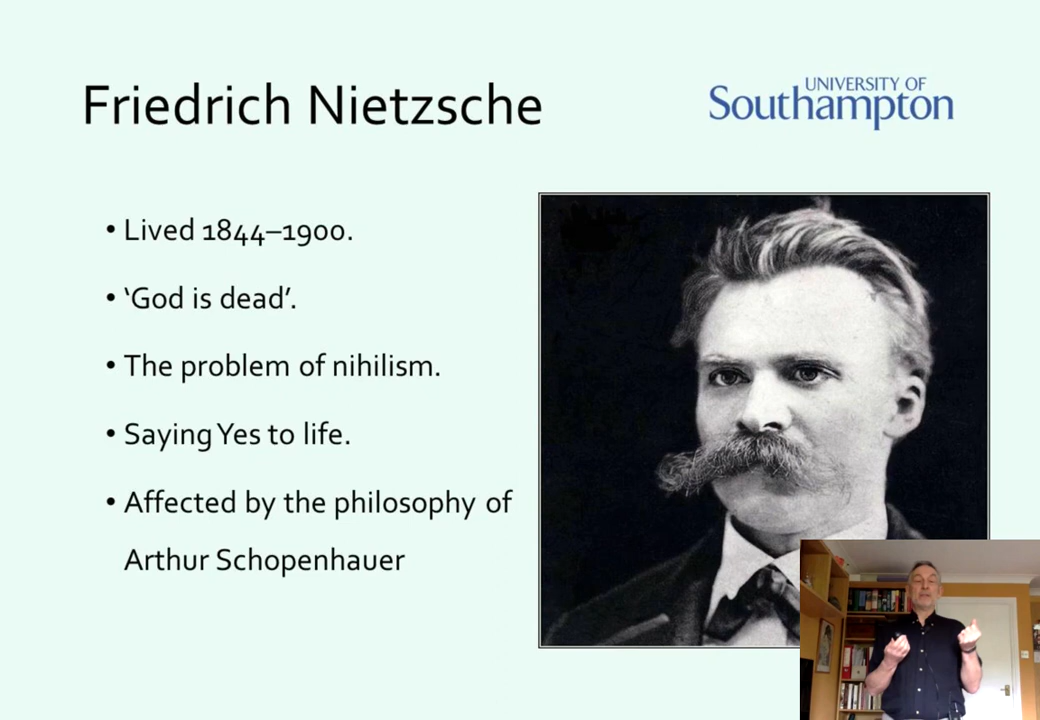 Friedrich Nietzsche
UNIVERSITY OF
Southampton
• Lived 1844–1900.
• ‘God is dead’.
• The problem of nihilism.
• Saying Yes to life.
• Affected by the philosophy of
Arthur Schopenhauer